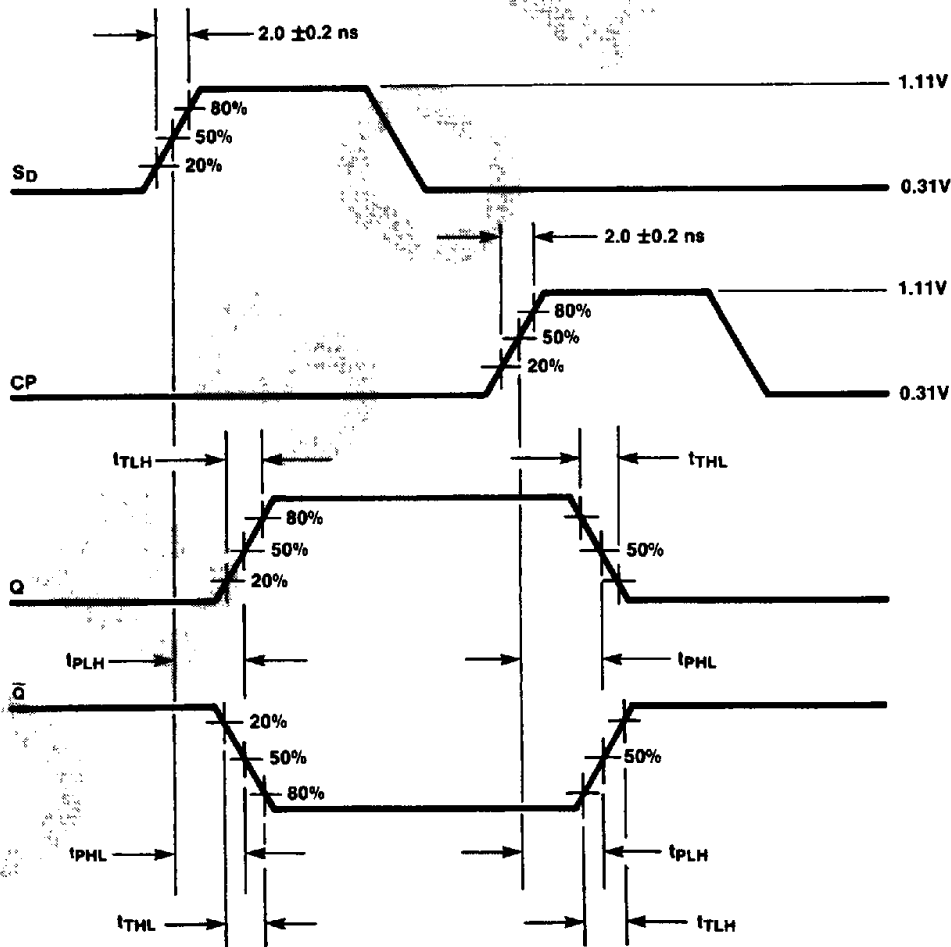 2.0 ±0.2 ns
1.11V
80%
50%
20%
SD
0.31V
2.0 ±0.2 ns
1.11V
80%
50%
20%
CP
0.31V
tTLH
tTHL
80%
50%
50%
20%
Q
tPLH
tPHL
Q̅
20%
50%
50%
80%
tPHL
tPLH
tTHL
tTLH